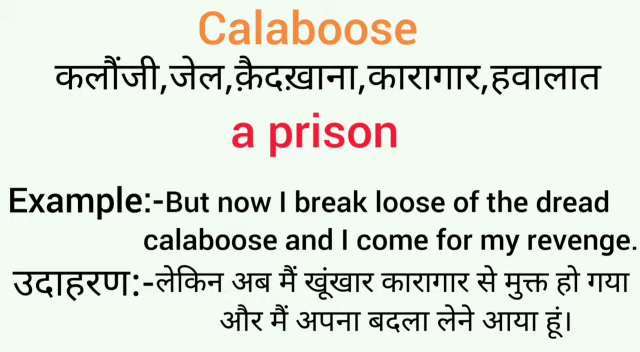 Calaboose
कलौंजी,जेल,क़ैदख़ाना,कारागार,हवालात
a prison
Example:-But now I break loose of the dread
calaboose and I come for my revenge.
उदाहरण:-लेकिन अब मैं खूंखार कारागार से मुक्त हो गया
और मैं अपना बदला लेने आया हूं।